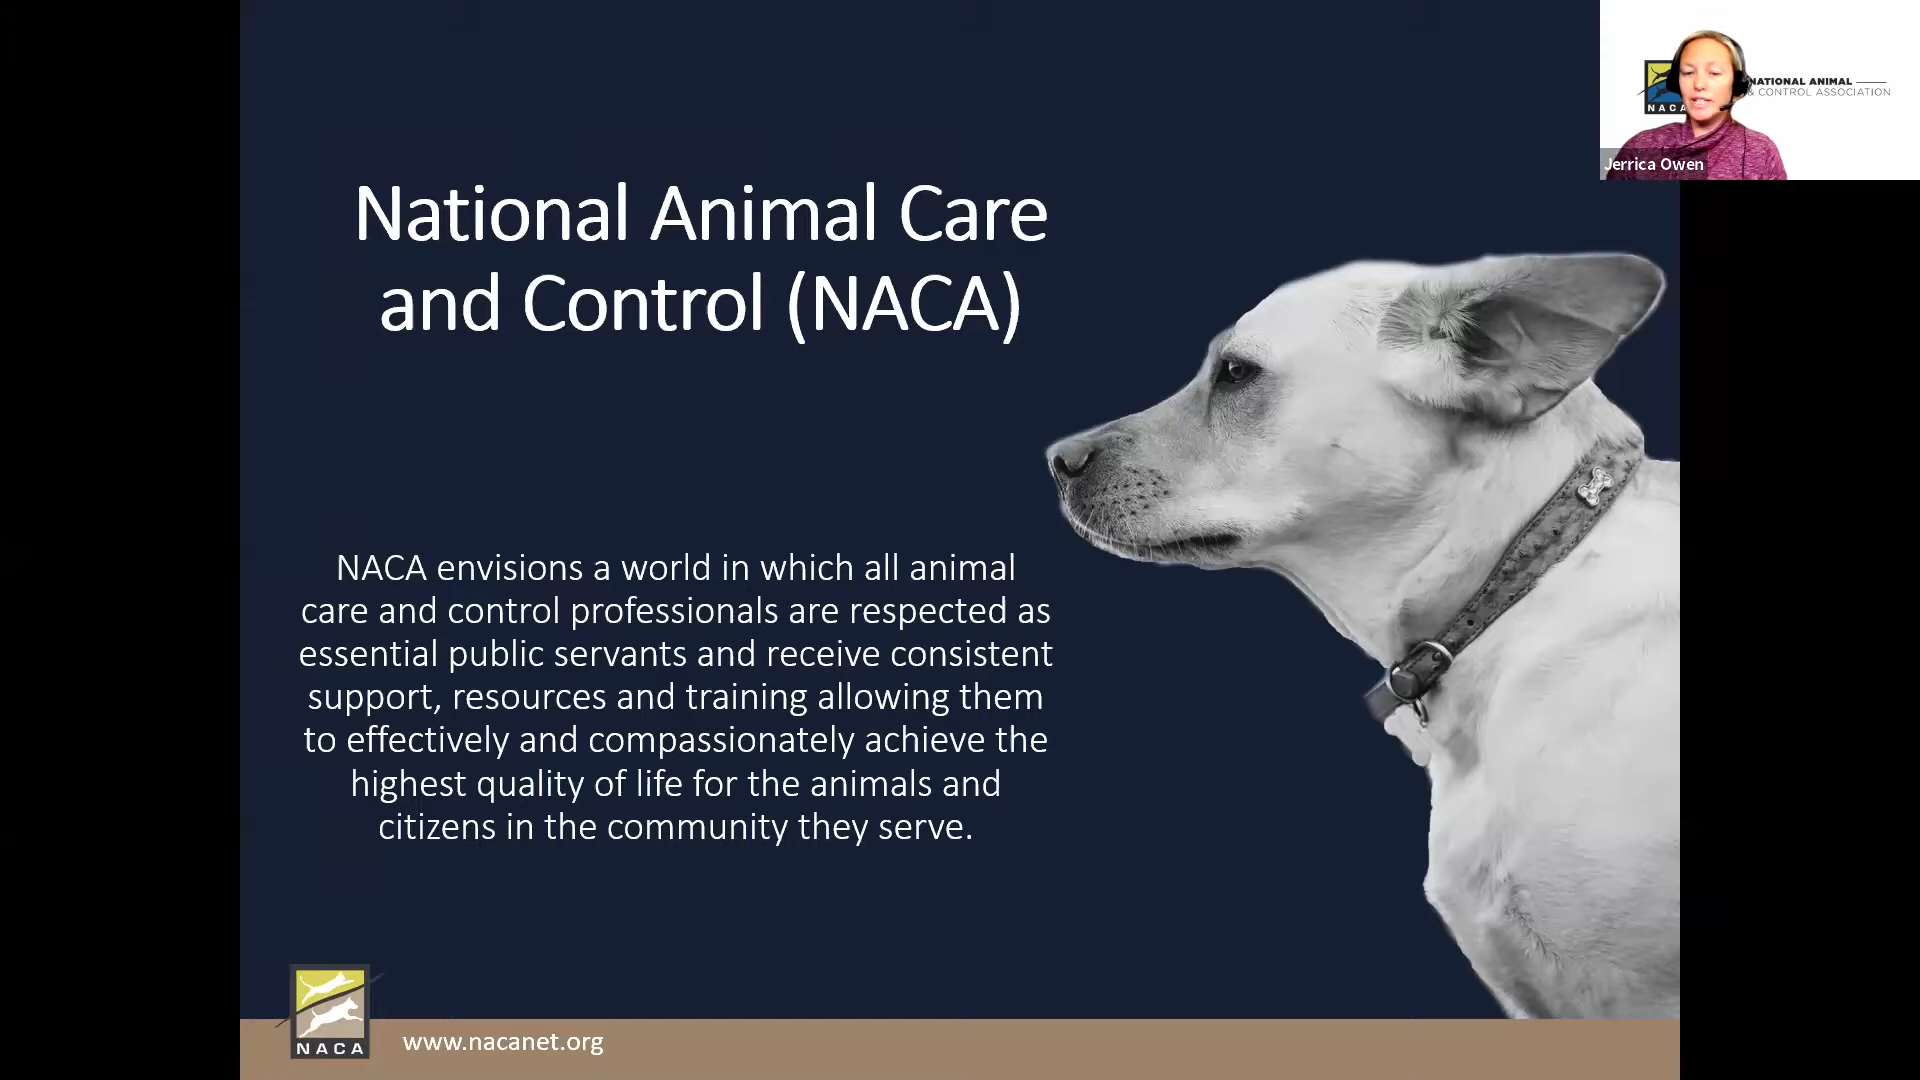 National Animal Care
and Control (NACA)
NACA envisions a world in which all animal
care and control professionals are respected as
essential public servants and receive consistent
support, resources and training allowing them
to effectively and compassionately achieve the
highest quality of life for the animals and
citizens in the community they serve.
NACA
www.nacanet.org
NACA
NATIONAL ANIMAL
& CONTROL ASSOCIATION
Jerrica Owen